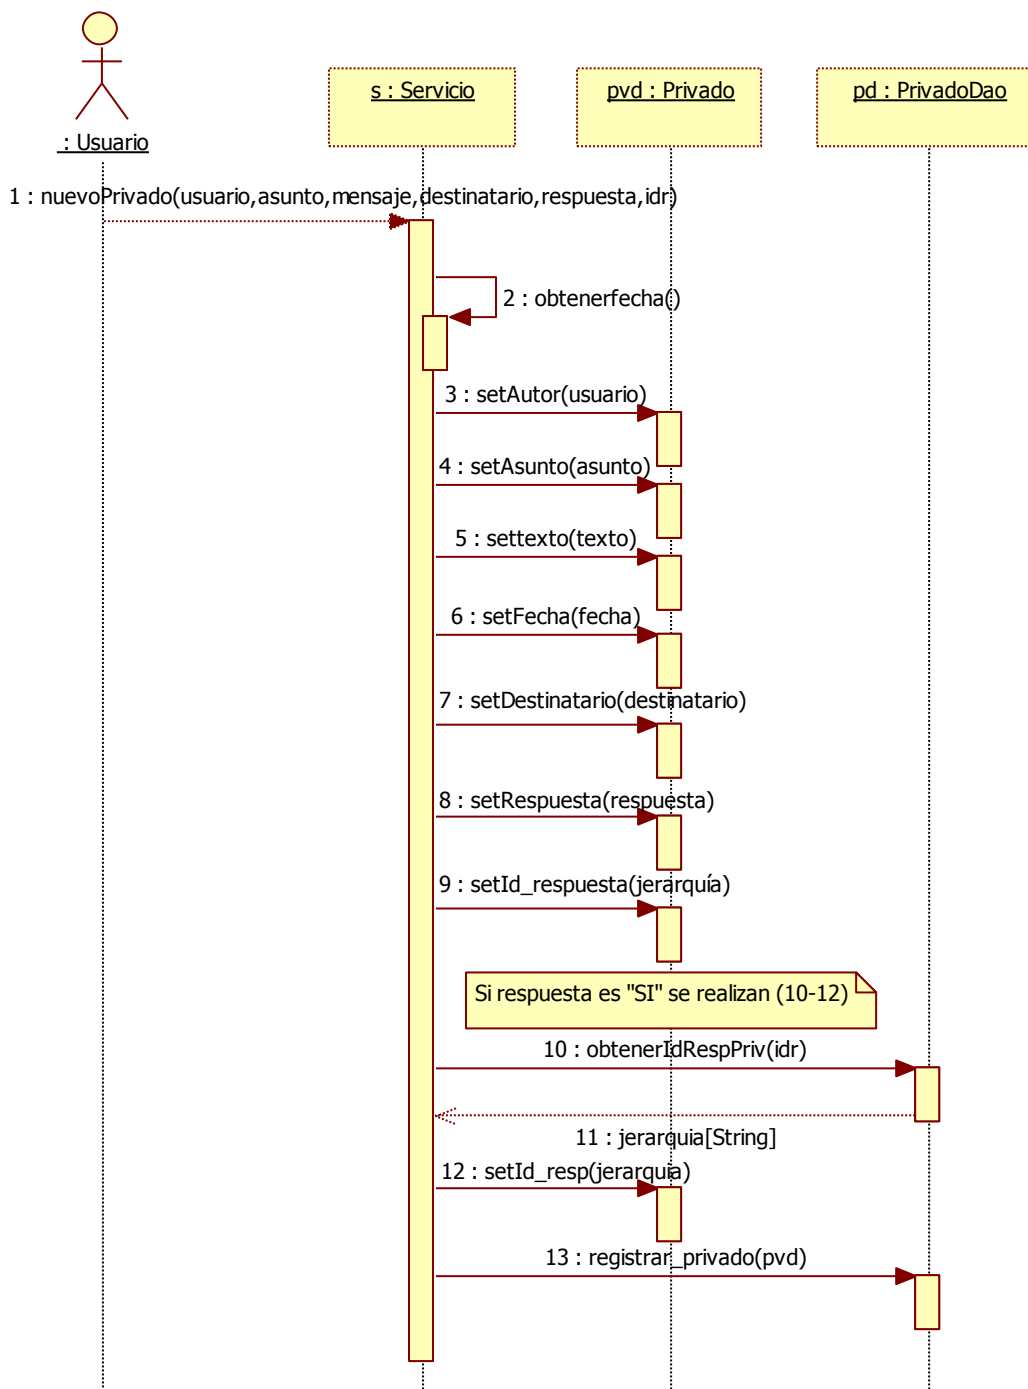 s : Servicio
pvd : Privado
pd : PrivadoDao
: Usuario
1 : nuevoPrivado(usuario,asunto,mensaje,destinatario,respuesta,idr)
2 : obtenerfecha()
3 : setAutor(usuario)
4 : setAsunto(asunto)
5 : settexto(texto)
6 : setFecha(fecha)
7 : setDestinatario(destinatario)
8 : setRespuesta(respuesta)
9 : setId_respuesta(jerarquía)
Si respuesta es "SI" se realizan (10-12)
10 : obtenerIdRespPriv(idr)
11 : jerarquia[String]
12 : setId_resp(jerarquia)
13 : registrar_privado(pvd)